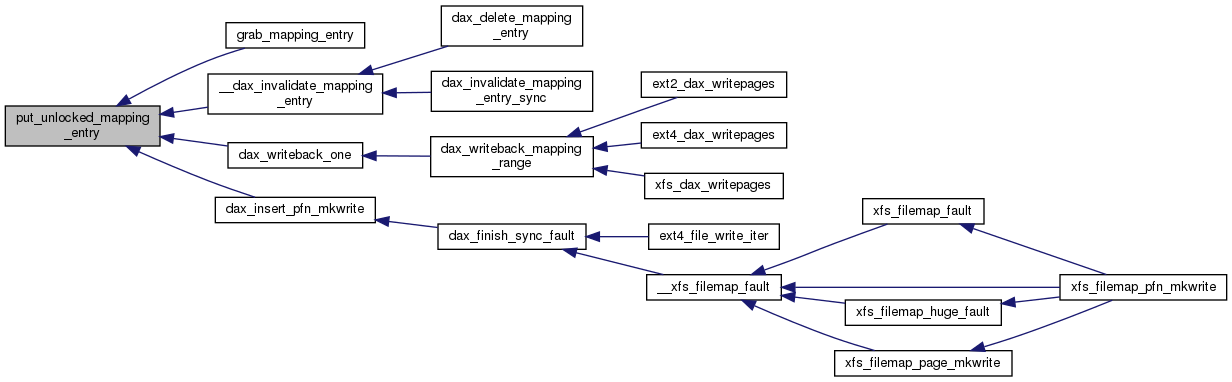 put_unlocked_mapping
_entry
grab_mapping_entry
__dax_invalidate_mapping
_entry
dax_writeback_one
dax_insert_pfn_mkwrite
dax_delete_mapping
_entry
dax_invalidate_mapping
_entry_sync
dax_writeback_mapping
_range
dax_finish_sync_fault
ext2_dax_writepages
ext4_dax_writepages
xfs_dax_writepages
ext4_file_write_iter
__xfs_filemap_fault
xfs_filemap_fault
xfs_filemap_huge_fault
xfs_filemap_page_mkwrite
xfs_filemap_pfn_mkwrite